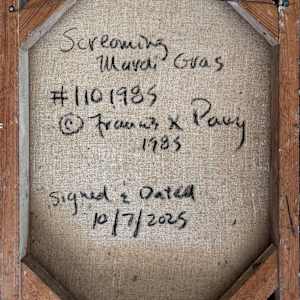 Screaming
Mardi Gras
#1101985
© Francis X Pavy
1985
Signed & Dated
10/7/2025